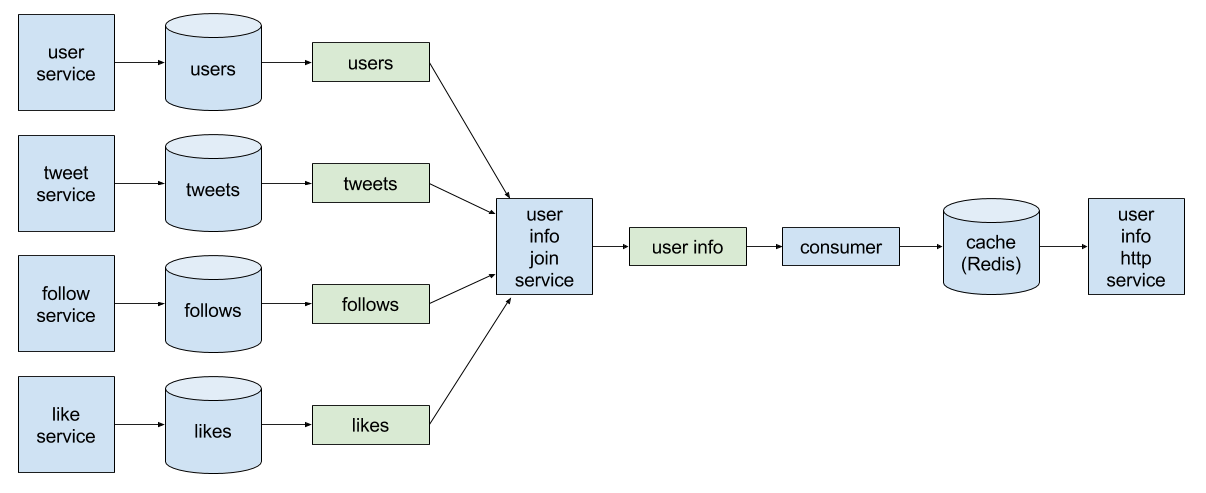 user
service
users
users
tweet
service
tweets
tweets
follow
service
follows
follows
like
service
likes
likes
user
info
join
service
user info
consumer
cache
(Redis)
user
info
http
service